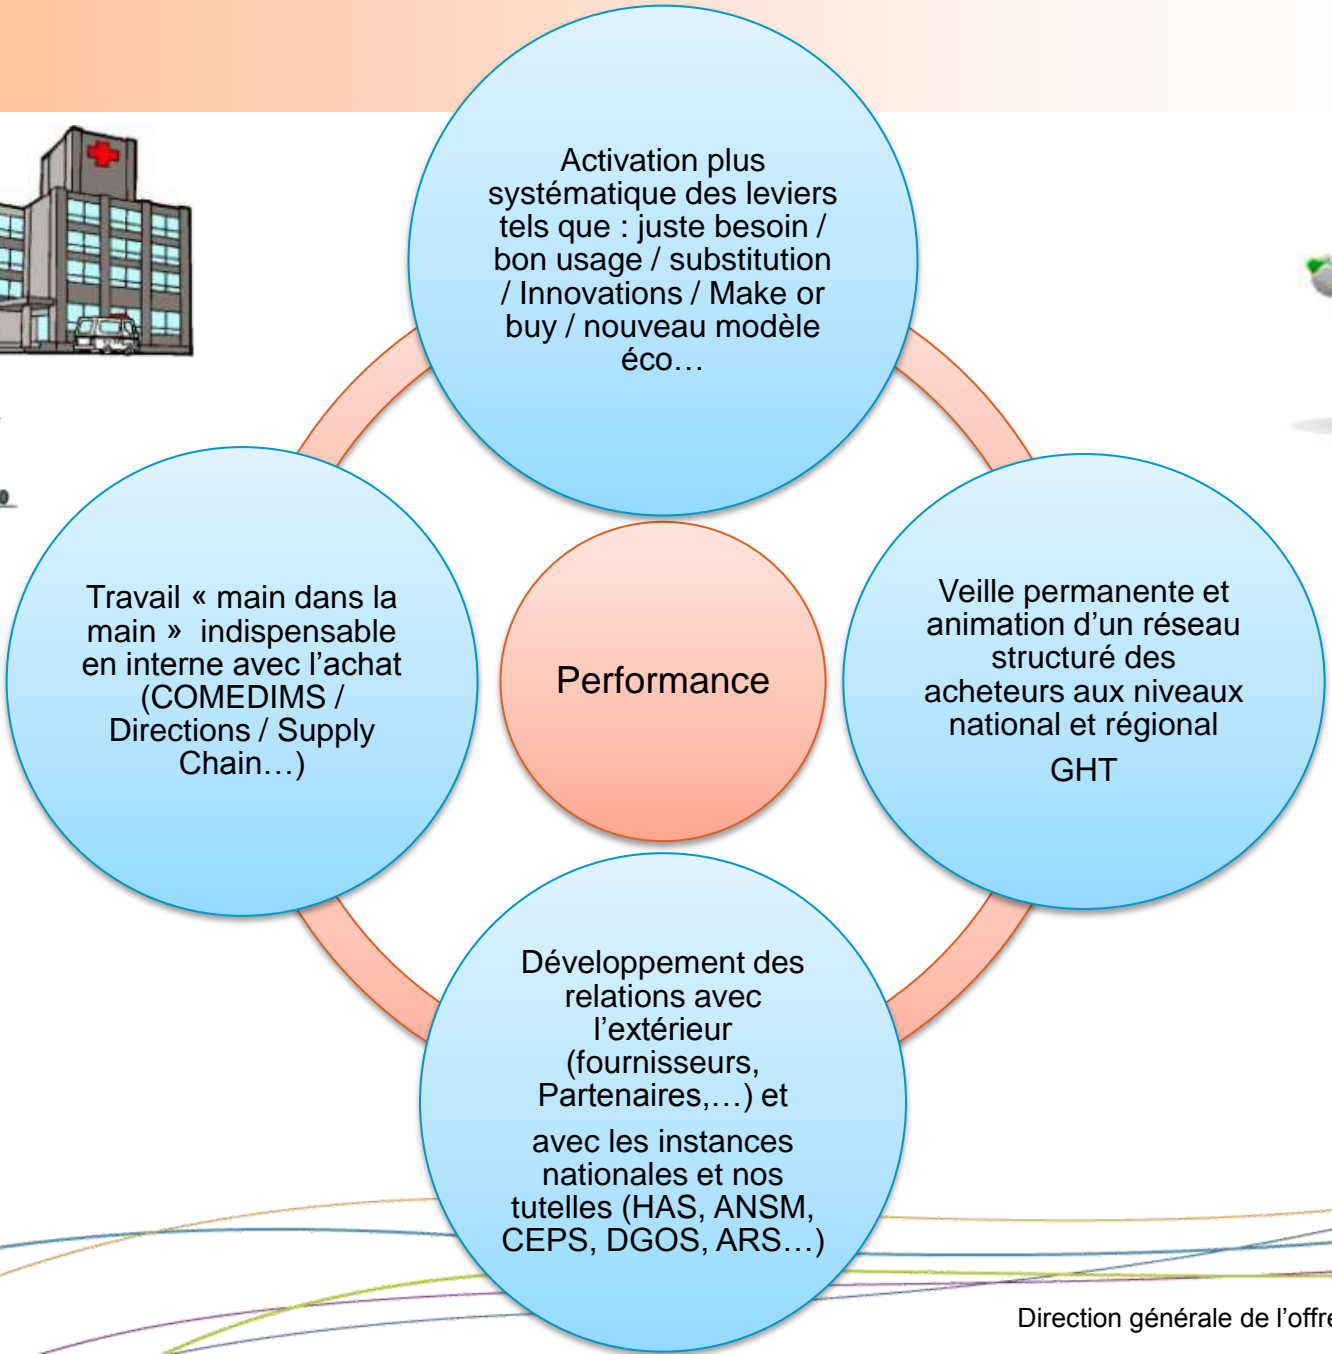 Activation plus
systématique des leviers
tels que : juste besoin /
bon usage / substitution
/ Innovations / Make or
buy / nouveau modèle
éco…
Travail « main dans la
main »  indispensable
en interne avec l’achat
(COMEDIMS /
Directions / Supply
Chain…)
Performance
Veille permanente et
animation d’un réseau
structuré des
acheteurs aux niveaux
national et régional
GHT
Développement des
relations avec
l’extérieur
(fournisseurs,
Partenaires,…) et
avec les instances
nationales et nos
tutelles (HAS, ANSM,
CEPS, DGOS, ARS…)
Direction générale de l’offre